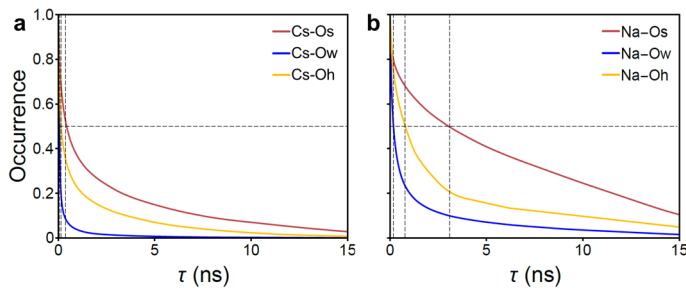 a
Cs-Os
Cs-Ow
Cs-Oh
Occurrence
1.0
0.8
0.6
0.4
0.2
0
0
5
10
15
τ (ns)
b
Na–Os
Na–Ow
Na–Oh
0
5
10
15
τ (ns)